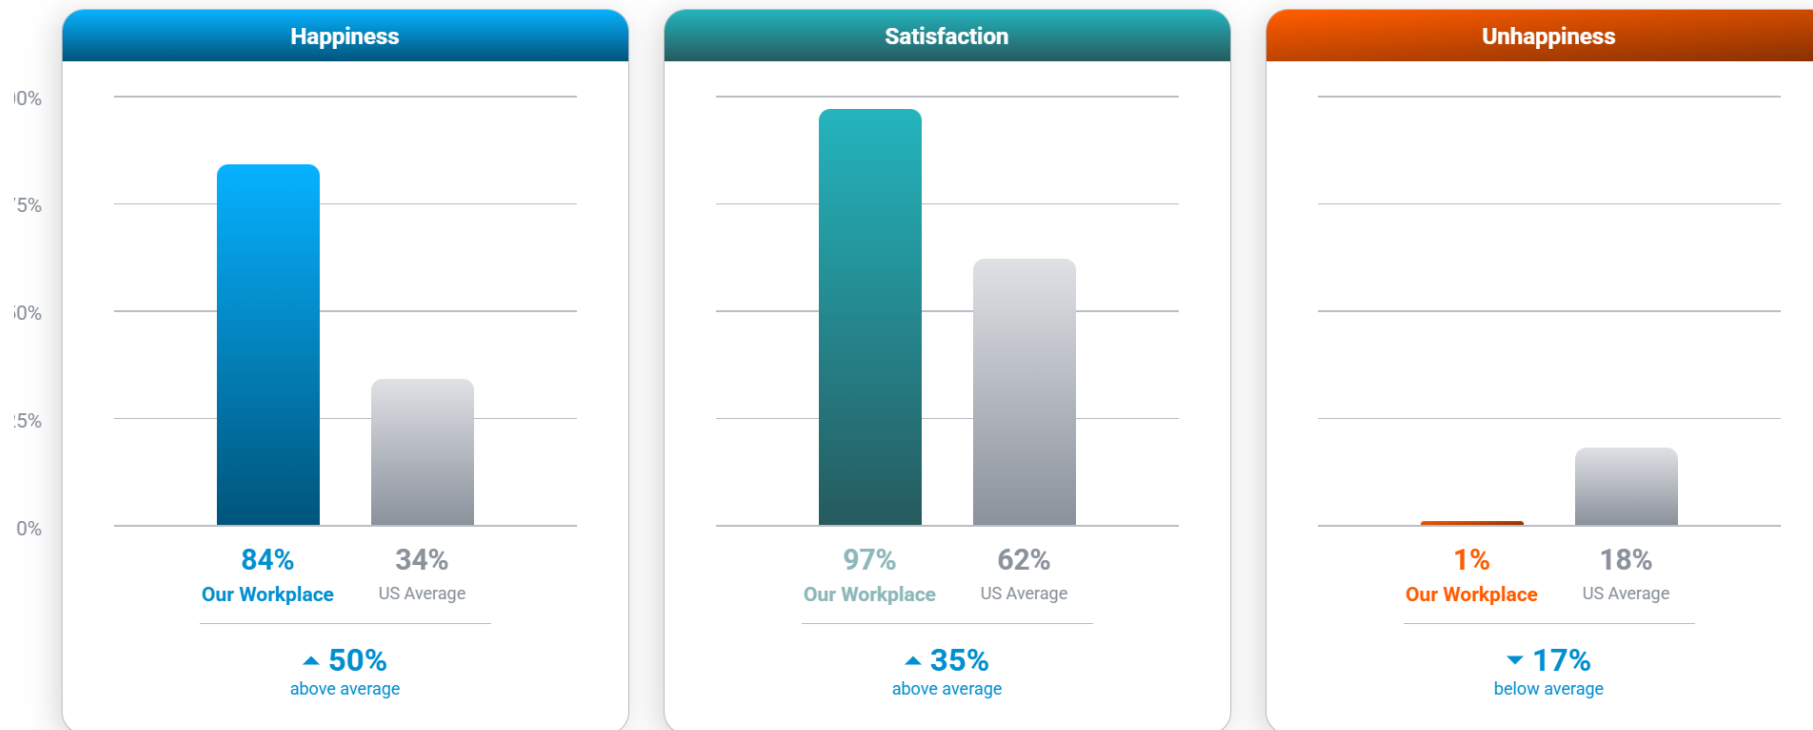 Happiness
Satisfaction
Unhappiness
0%
84%
34%
Our Workplace
US Average
50%
above average
97%
62%
Our Workplace
US Average
35%
above average
1%
18%
Our Workplace
US Average
17%
below average